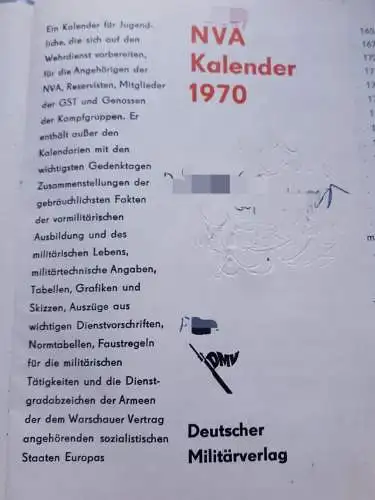 Ein Kalender für Jugend-
liche, die sich auf den
Wehrdienst vorbereiten,
für die Angehörigen der
NVA, Reservisten, Mitglieder
der GST und Genossen
der Kampfgruppen. Er
enthält außer den
Kalendarien mit den
wichtigsten Gedenktagen
Zusammenstellungen der
gebräuchlichsten Fakten
der vormilitärischen
Ausbildung und des
militärischen Lebens,
militärtechnische Angaben,
Tabellen, Grafiken und
Skizzen, Auszüge aus
wichtigen Dienstvorschriften,
Normtabellen, Faustregeln
für die militärischen
Tätigkeiten und die Dienst-
gradabzeichen der Armeen
der dem Warschauer Vertrag
angehörenden sozialistischen
Staaten Europas
NVA
Kalender
1970
DMV
Deutscher
Militärverlag